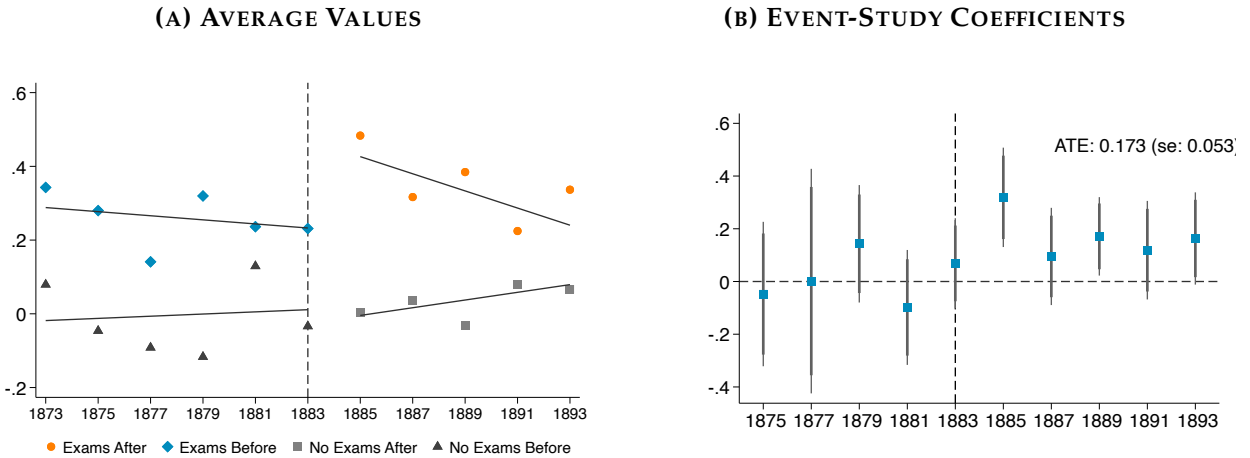 (A) AVERAGE VALUES
.6
.4
.2
0
-.2
1873 1875 1877 1879 1881 1883 1885 1887 1889 1891 1893
Exams After Exams Before No Exams After No Exams Before
(B) EVENT-STUDY COEFFICIENTS
ATE: 0.173 (se: 0.053)
.6
.4
.2
0
-.2
-.4
1875 1877 1879 1881 1883 1885 1887 1889 1891 1893